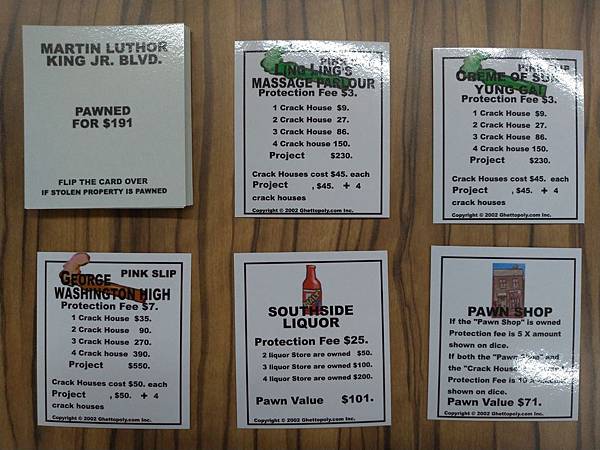 MARTIN LUTHOR
KING JR. BLVD.
PAWNED
FOR $191
FLIP THE CARD OVER
IF STOLEN PROPERTY IS PAWNED
PINK
LING LING'S
MASSAGE PARLOUR
Protection Fee $3.
1 Crack House $9.
2 Crack House 27.
3 Crack House 86.
4 Crack house 150.
Project $230.
Crack Houses cost $45. each
Project , $45. + 4
crack houses
Copyright © 2002 Ghettopoly.com Inc.
CREME OF SUM
YUNG GAI
Protection Fee $3.
1 Crack House $9.
2 Crack House 27.
3 Crack House 86.
4 Crack house 150.
Project $230.
Crack Houses cost $45. each
Project , $45. + 4
crack houses
Copyright © 2002 Ghettopoly.com Inc.
PINK SLIP
GEORGE
WASHINGTON HIGH
Protection Fee $7.
1 Crack House $35.
2 Crack House 90.
3 Crack House 270.
4 Crack house 390.
Project $550.
Crack Houses cost $50. each
Project , $50. + 4
crack houses
Copyright © 2002 Ghettopoly.com Inc.
SOUTHSIDE
LIQUOR
Protection Fee $25.
2 liquor Store are owned $50.
3 liquor Store are owned $100.
4 liquor Store are owned $200.
Pawn Value $101.
Copyright © 2002 Ghettopoly.com Inc.
PAWN SHOP
If the "Pawn Shop" is owned
Protection fee is 5 X amount
shown on dice.
If both the "Pawn Shop" and
the "Crack House
Protection Fee is 10 X amount
shown on dice.
Pawn Value $71.
Copyright © 2002 Ghettopoly.com Inc.